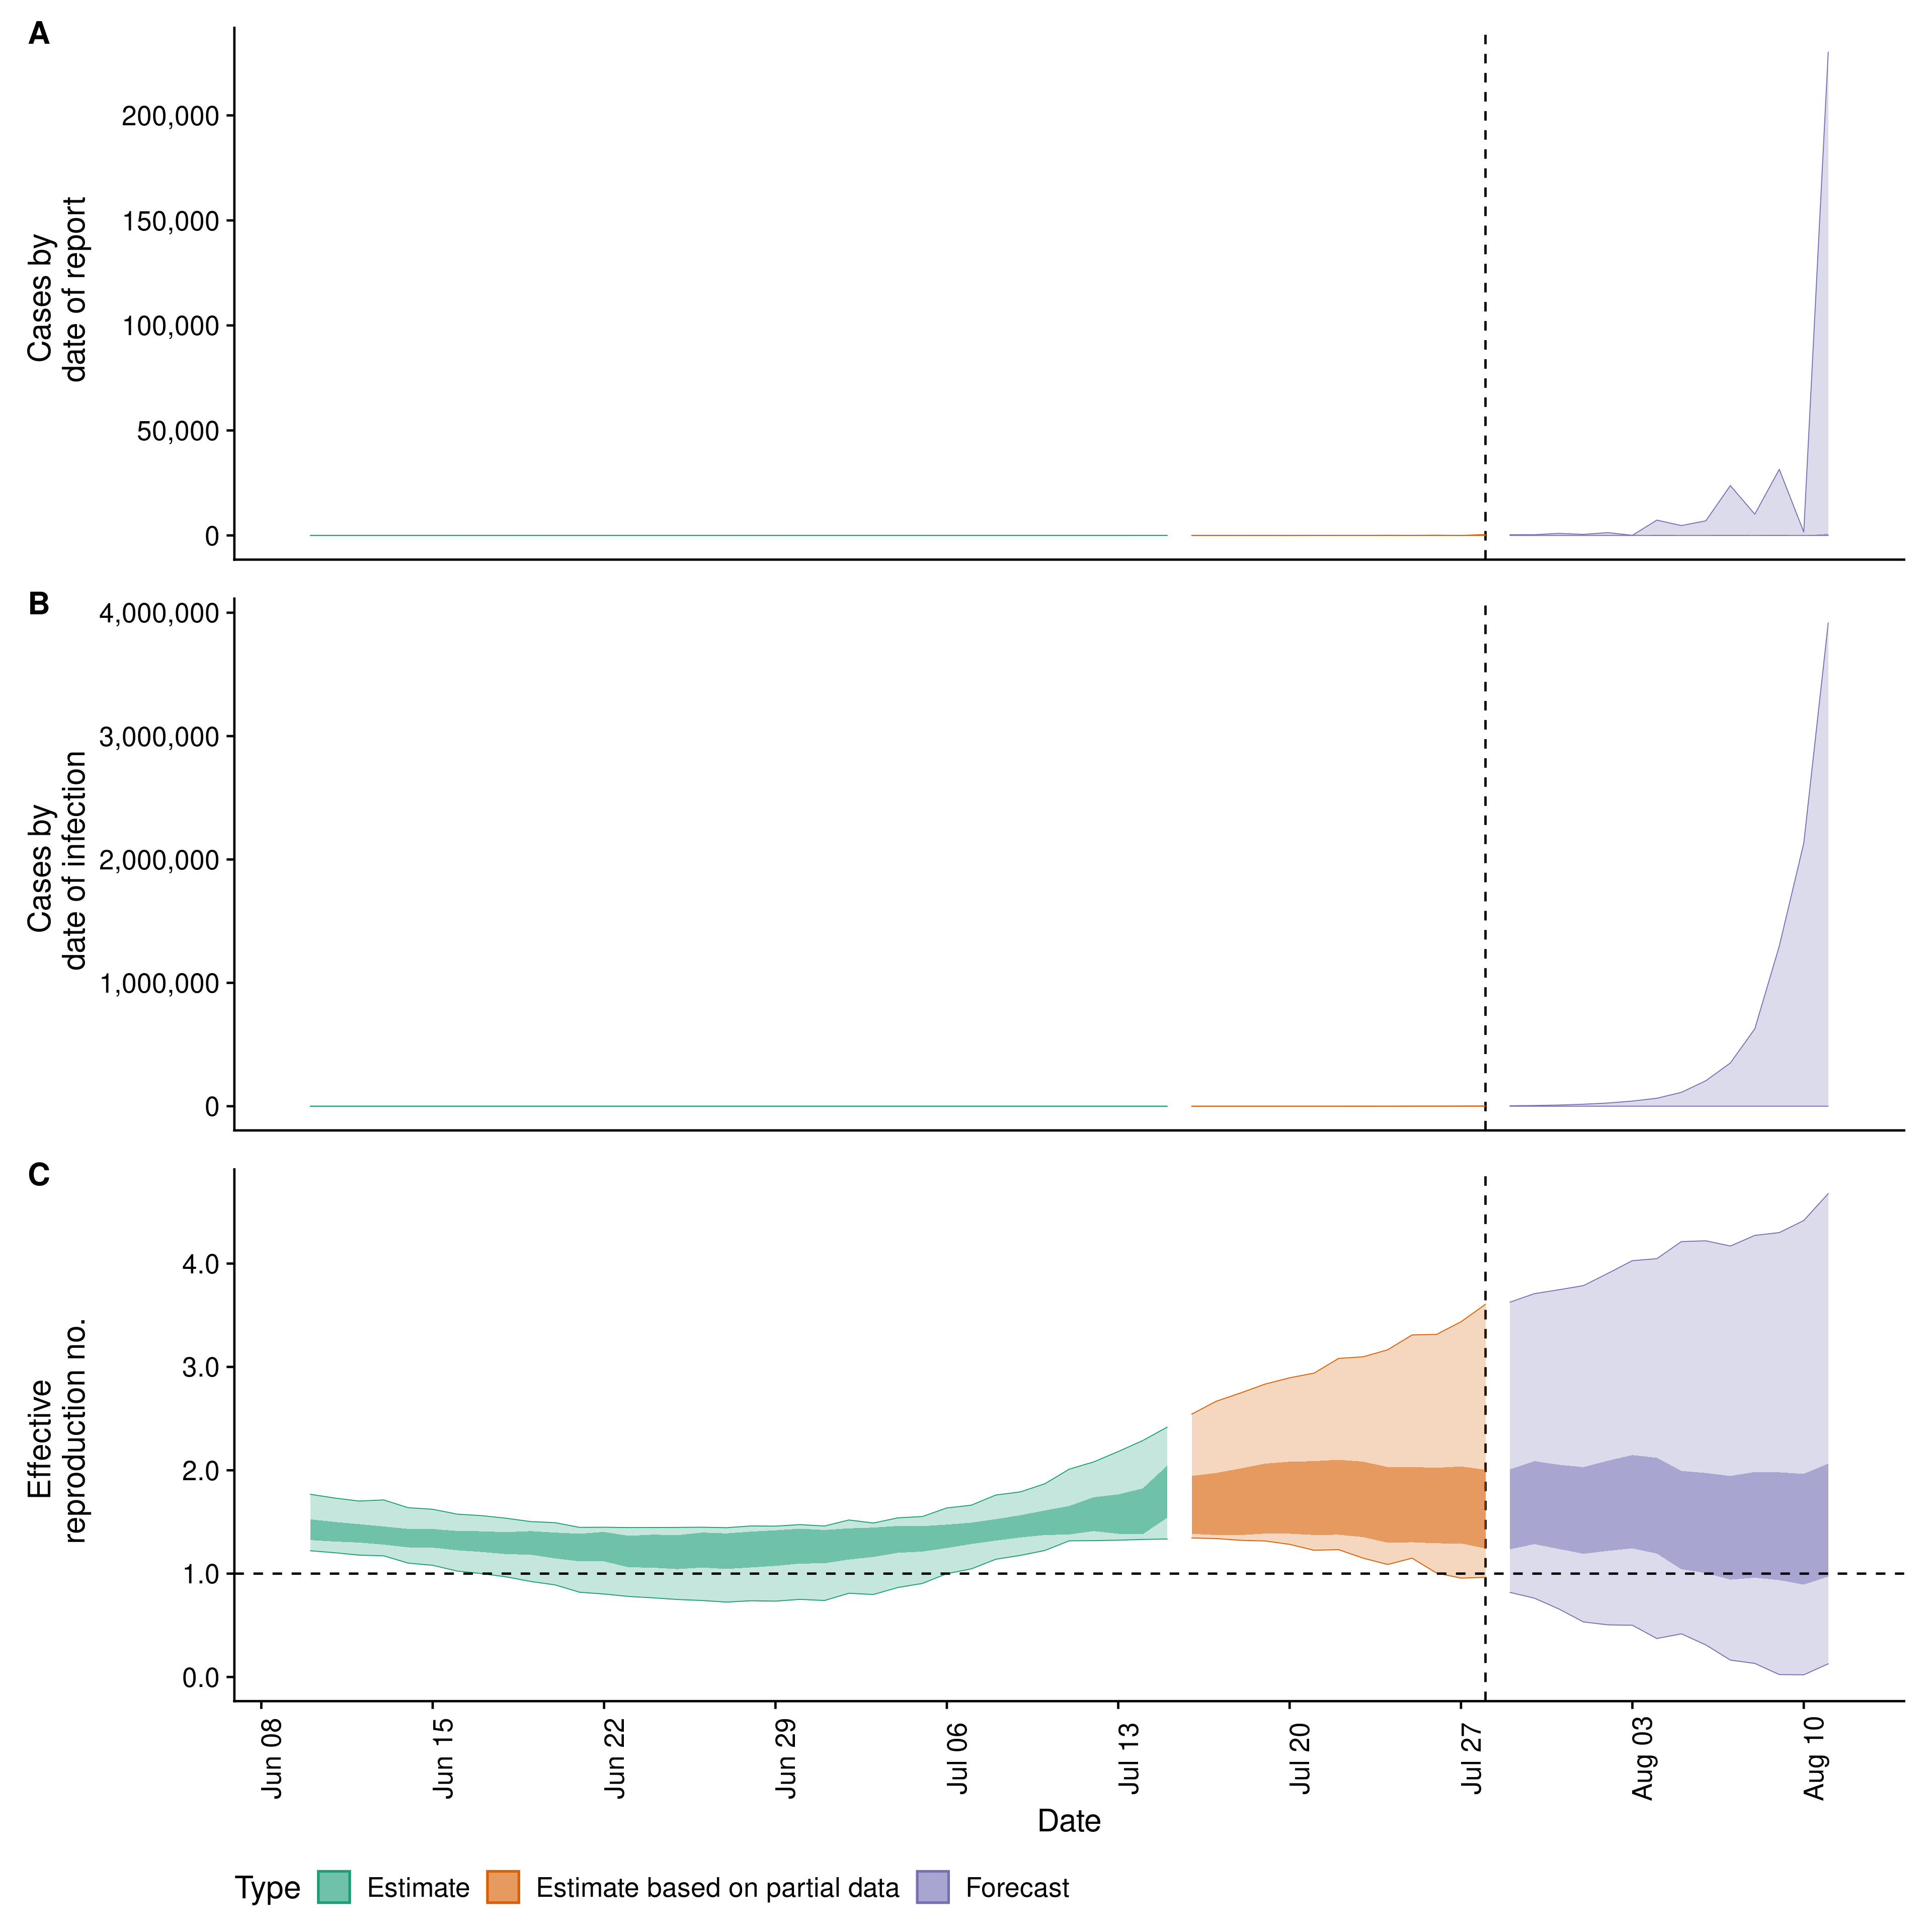 A
Cases by
date of report
200,000
150,000
100,000
50,000
0
B
Cases by
date of infection
4,000,000
3,000,000
2,000,000
1,000,000
0
C
Effective
reproduction no.
4.0
3.0
2.0
1.0
0.0
Jun 08
Jun 15
Jun 22
Jun 29
Jul 06
Jul 13
Jul 20
Jul 27
Aug 03
Aug 10
Date
Type Estimate Estimate based on partial data Forecast